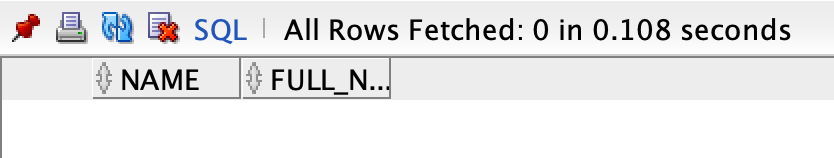 SQL | All Rows Fetched: 0 in 0.108 seconds
NAME FULL_N...